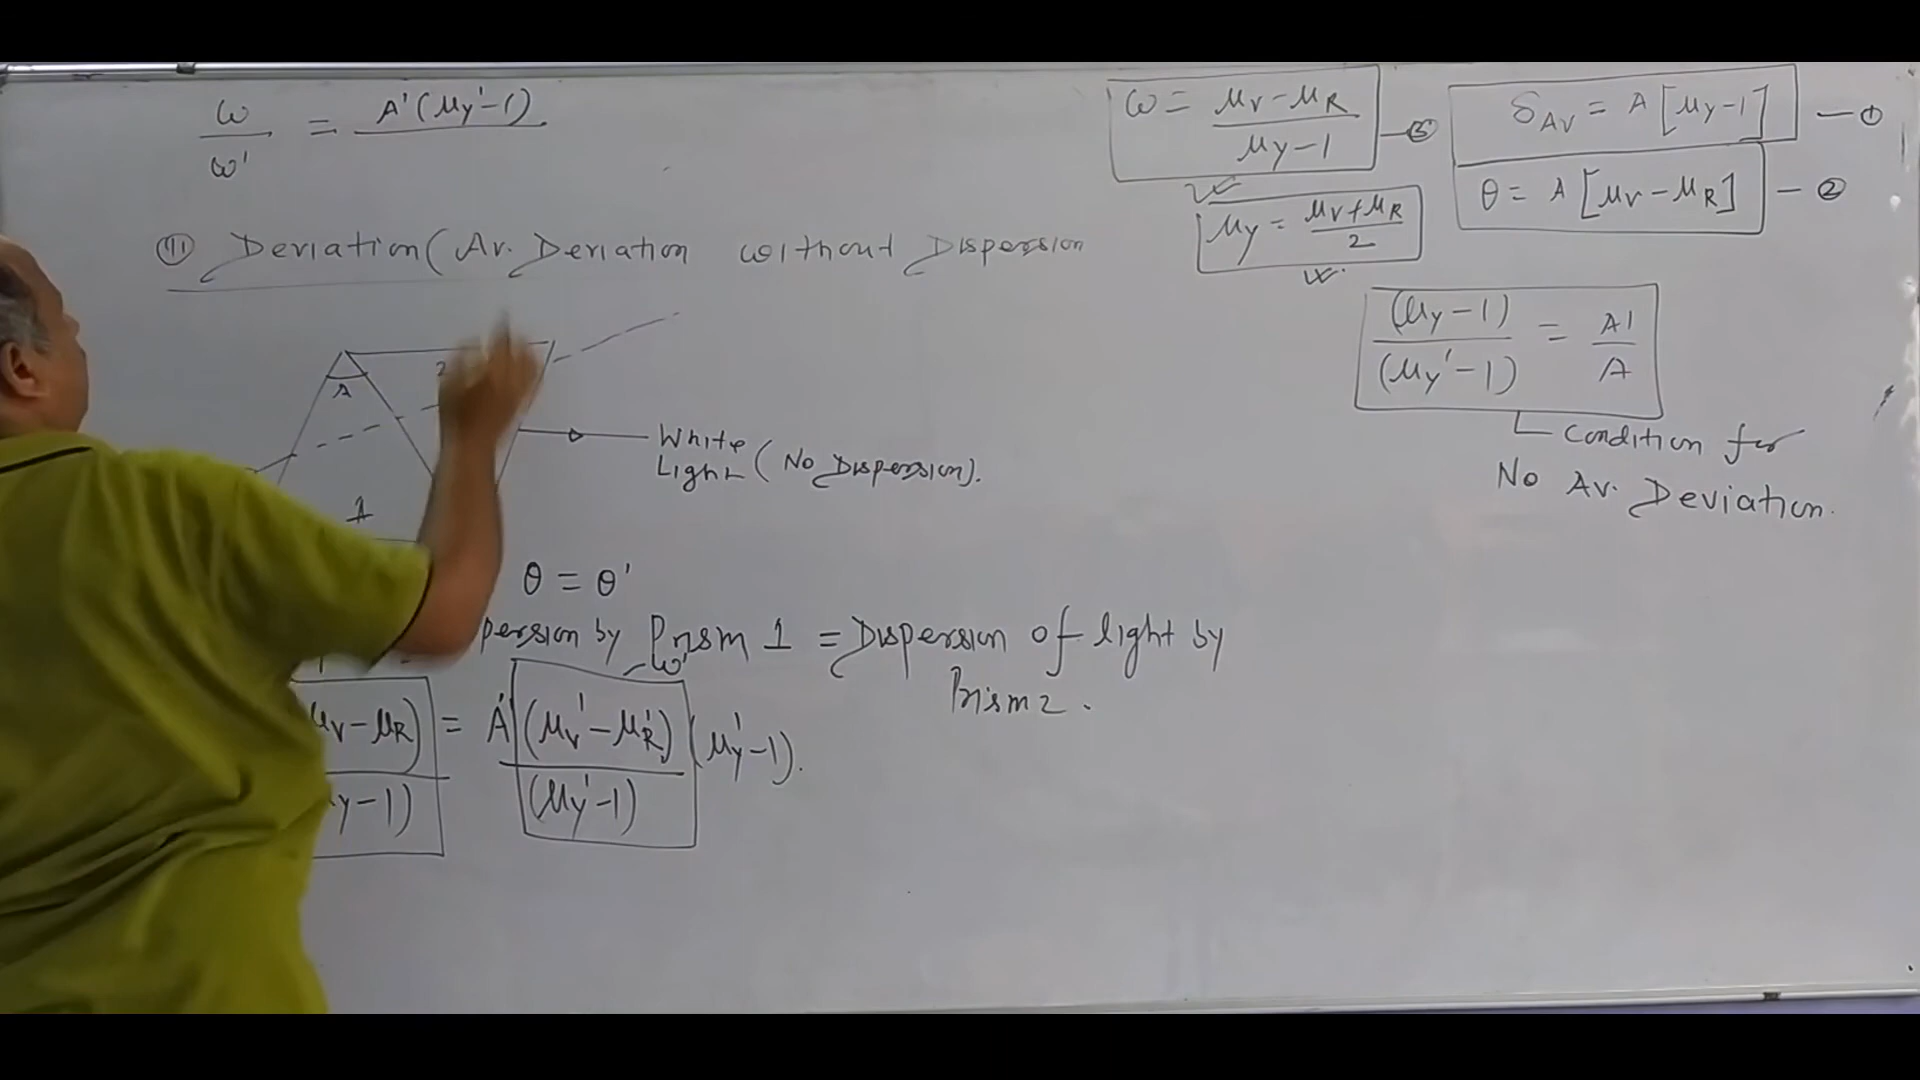 ω/ω' = A'(μy'-1)
(ii) Deviation (Av. Deviation without Dispersion
A
2
1
White
Light (No Dispersion).
θ = θ'
persion by Prism 1 = Dispersion of light by
Prism 2.
ω'
μv-μR) = A' (μv'-μR') (μy'-1).
y-1) (μy'-1)
ω = μv-μR / μy-1 —③
μy = μv+μR / 2
δAv = A[μy-1] —①
θ = A[μv-μR] —②
(μy-1) / (μy'-1) = A' / A
Condition for
No Av. Deviation.